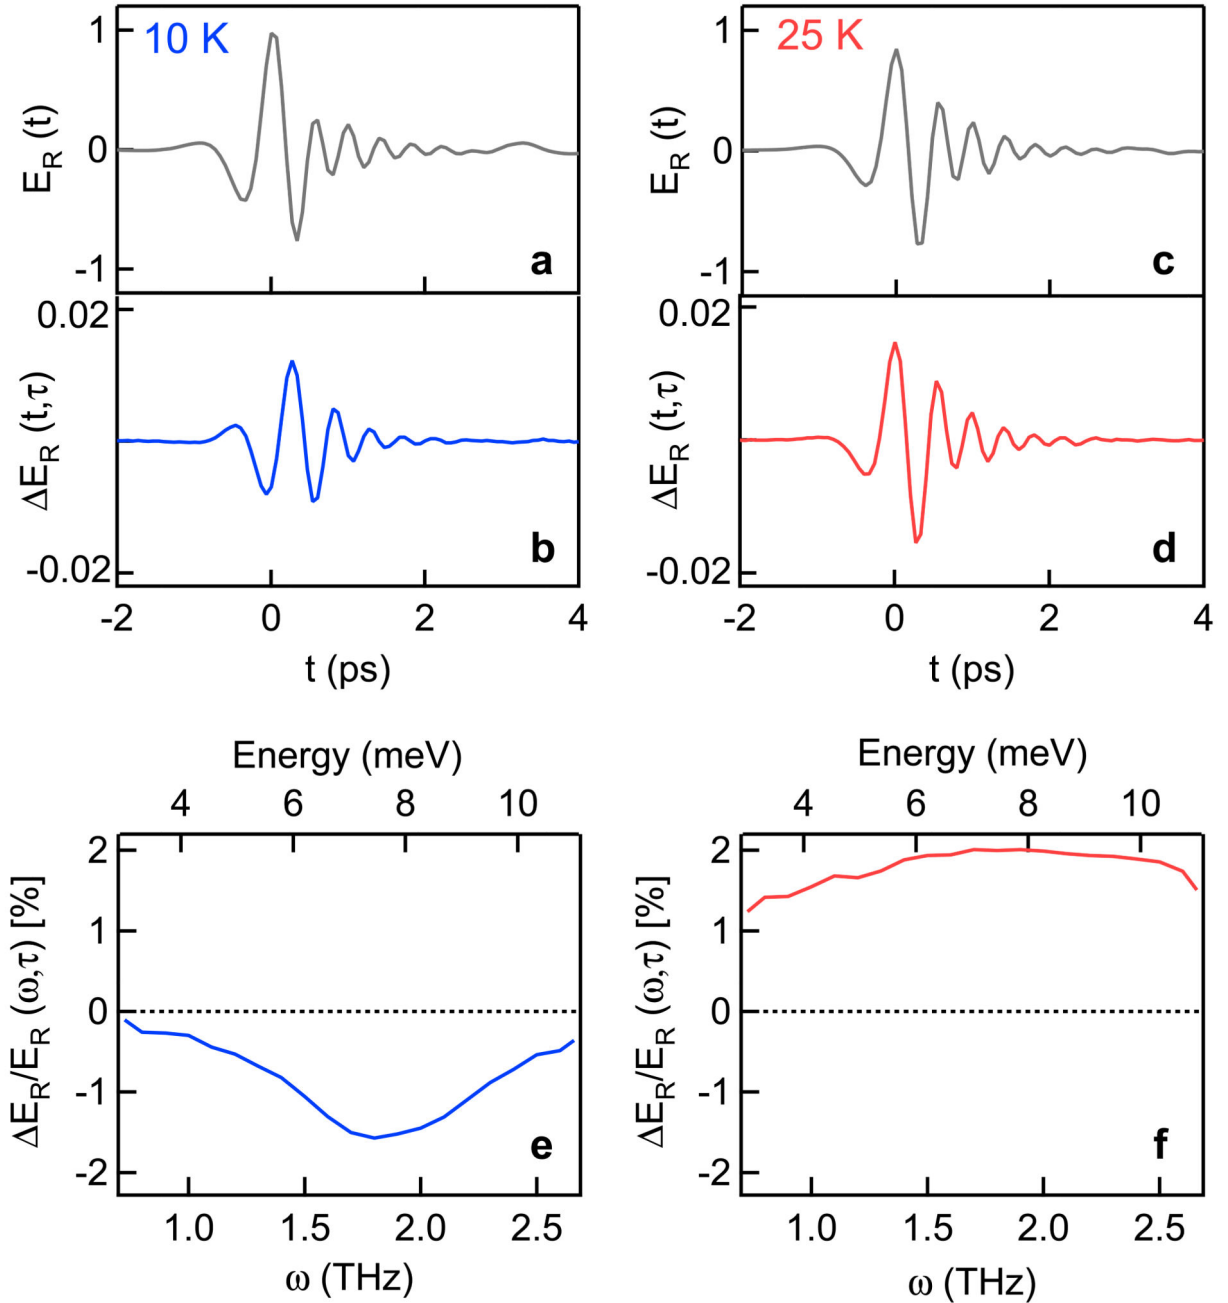 10 K
E_R (t)
1
0
-1
a
ΔE_R (t,τ)
0.02
-0.02
b
-2 0 2 4
t (ps)
25 K
E_R (t)
1
0
-1
c
ΔE_R (t,τ)
0.02
-0.02
d
-2 0 2 4
t (ps)
Energy (meV)
4 6 8 10
ΔE_R/E_R (ω,τ) [%]
2
1
0
-1
-2
e
1.0 1.5 2.0 2.5
ω (THz)
Energy (meV)
4 6 8 10
ΔE_R/E_R (ω,τ) [%]
2
1
0
-1
-2
f
1.0 1.5 2.0 2.5
ω (THz)